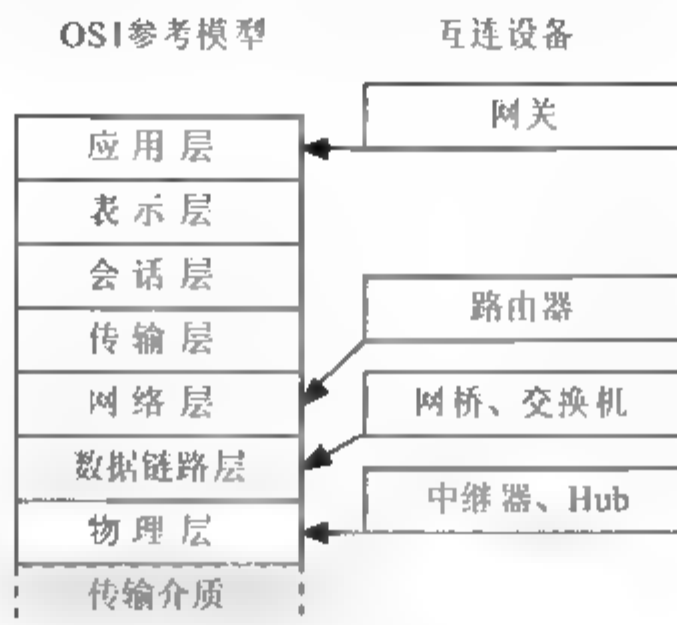 OSI参考模型
互连设备
网关
应用层
表示层
会话层
路由器
传输层
网络层
网桥、交换机
数据链路层
中继器、Hub
物理层
传输介质